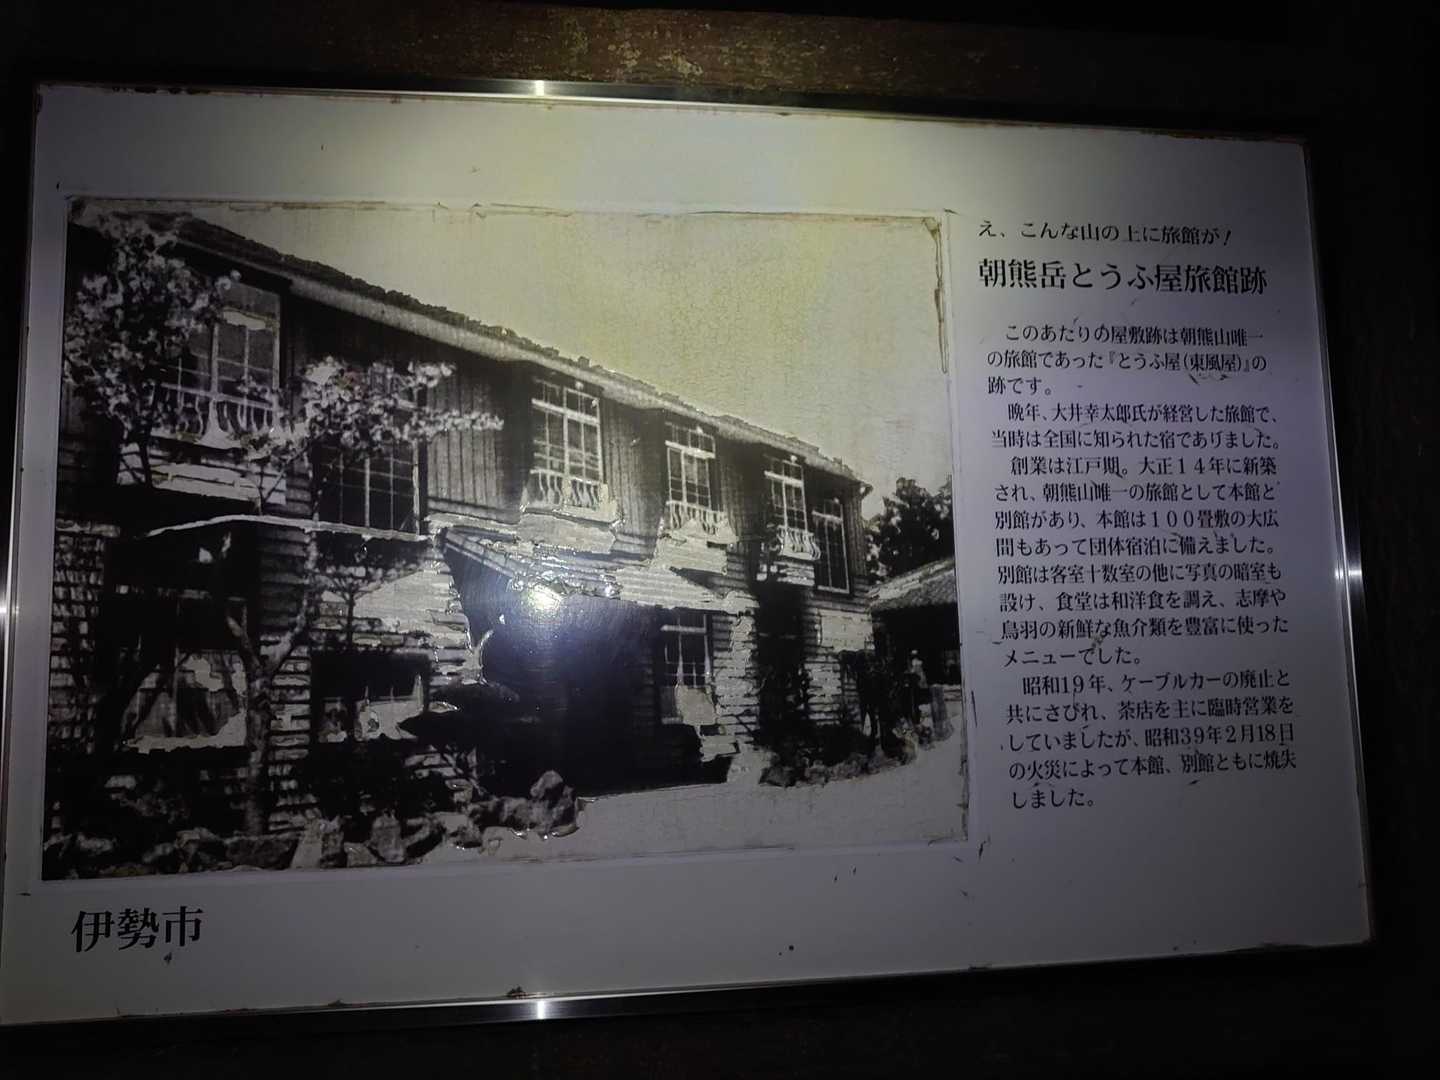 え、こんな山の上に旅館が！
朝熊岳とうふ屋旅館跡
このあたりの屋敷跡は朝熊山唯一
の旅館であった『とうふ屋（東風屋）』の
跡です。
晩年、大井幸太郎氏が経営した旅館で、
当時は全国に知られた宿でありました。
創業は江戸期。大正１４年に新築
され、朝熊山唯一の旅館として本館と
別館があり、本館は１００畳敷の大広
間もあって団体宿泊に備えました。
別館は客室十数室の他に写真の暗室も
設け、食堂は和洋食を調え、志摩や
鳥羽の新鮮な魚介類を豊富に使った
メニューでした。
昭和19年、ケーブルカーの廃止と
共にさびれ、茶店を主に臨時営業を
していましたが、昭和39年2月18日
の火災によって本館、別館ともに焼失
しました。
伊勢市